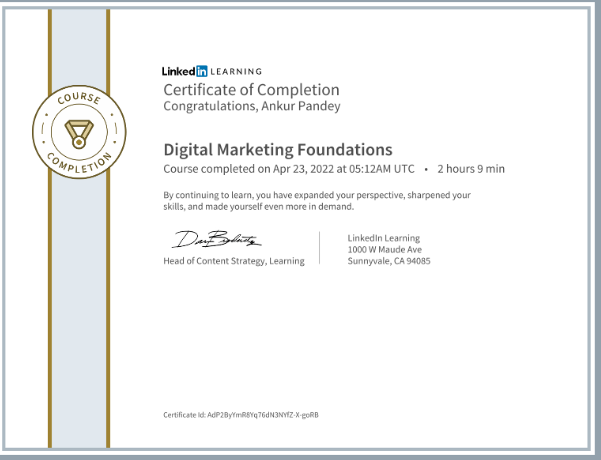 COURSE
COMPLETION
Linked in LEARNING
Certificate of Completion
Congratulations, Ankur Pandey
Digital Marketing Foundations
Course completed on Apr 23, 2022 at 05:12AM UTC • 2 hours 9 min
By continuing to learn, you have expanded your perspective, sharpened your
skills, and made yourself even more in demand.
Head of Content Strategy, Learning
LinkedIn Learning
1000 W Maude Ave
Sunnyvale, CA 94085
Certificate Id: AdP2ByYmR8Yq76dN3NYfZ-X-goRB